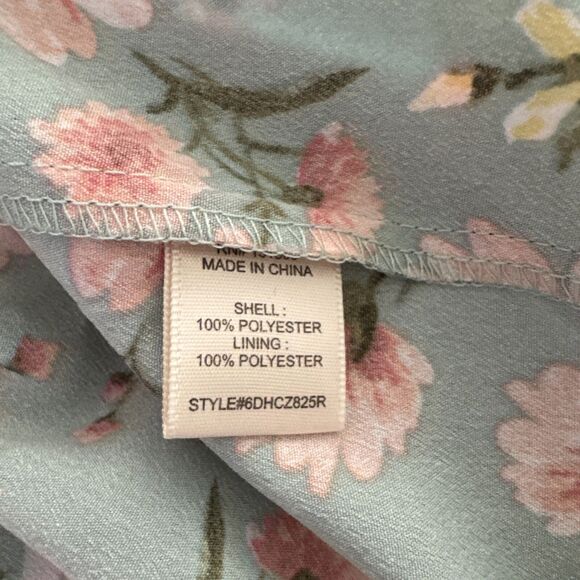 MADE IN CHINA
SHELL :
100% POLYESTER
LINING :
100% POLYESTER
STYLE#6DHCZ825R